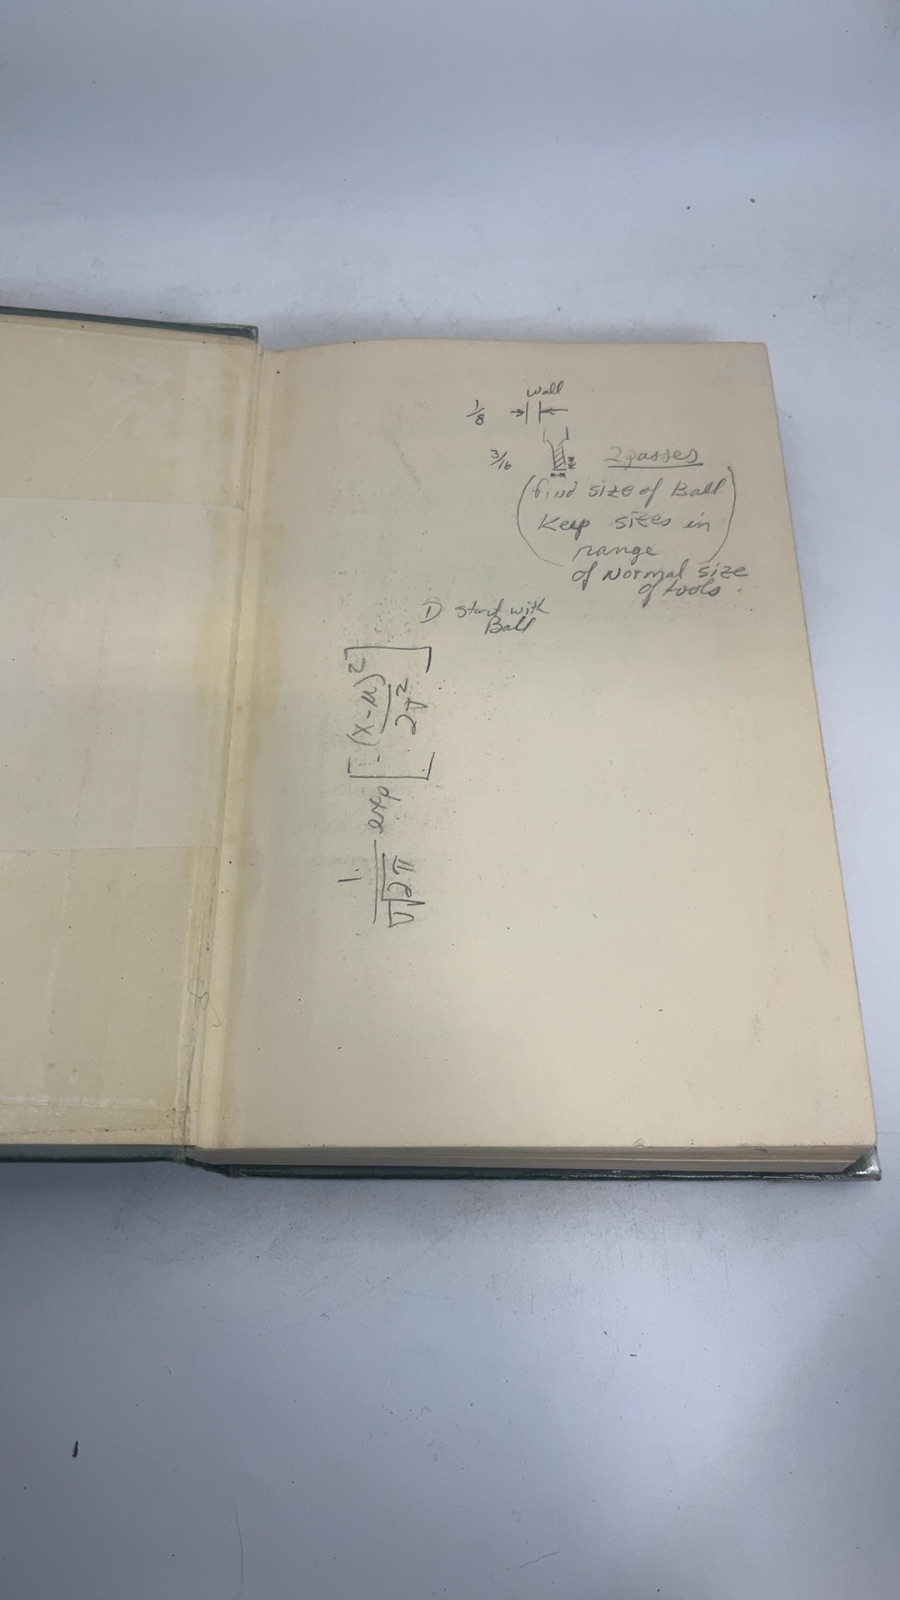 wall
1/8
3/16
2 passes
(find size of Ball
Keep sizes in
range
of Normal size
of tools.)
1) start with
Ball
1/√2π exp[-(x-μ)²/2σ²]